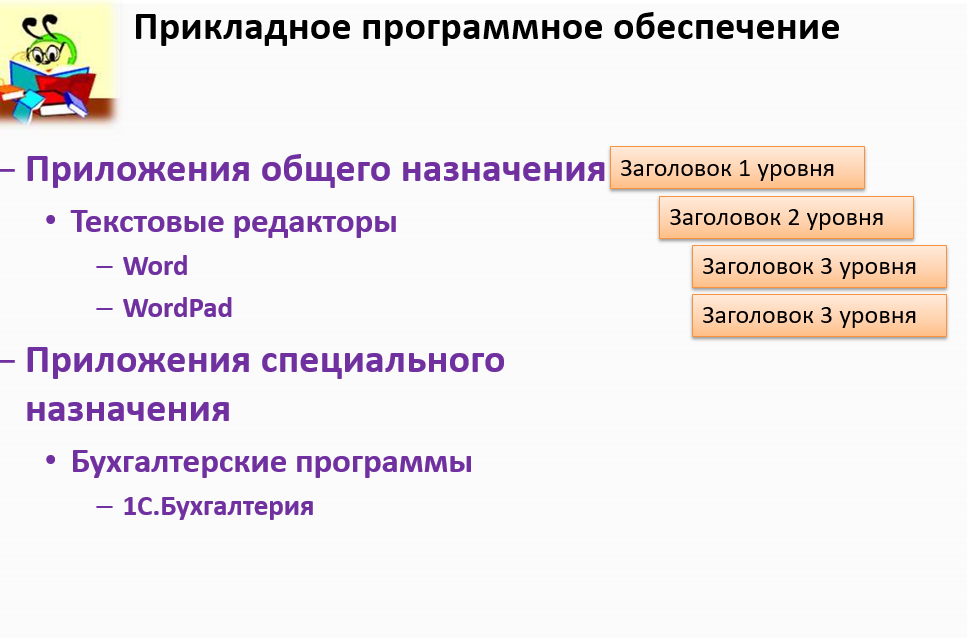 Прикладное программное обеспечение
– Приложения общего назначения Заголовок 1 уровня
• Текстовые редакторы Заголовок 2 уровня
– Word Заголовок 3 уровня
– WordPad Заголовок 3 уровня
– Приложения специального
назначения
• Бухгалтерские программы
– 1С.Бухгалтерия